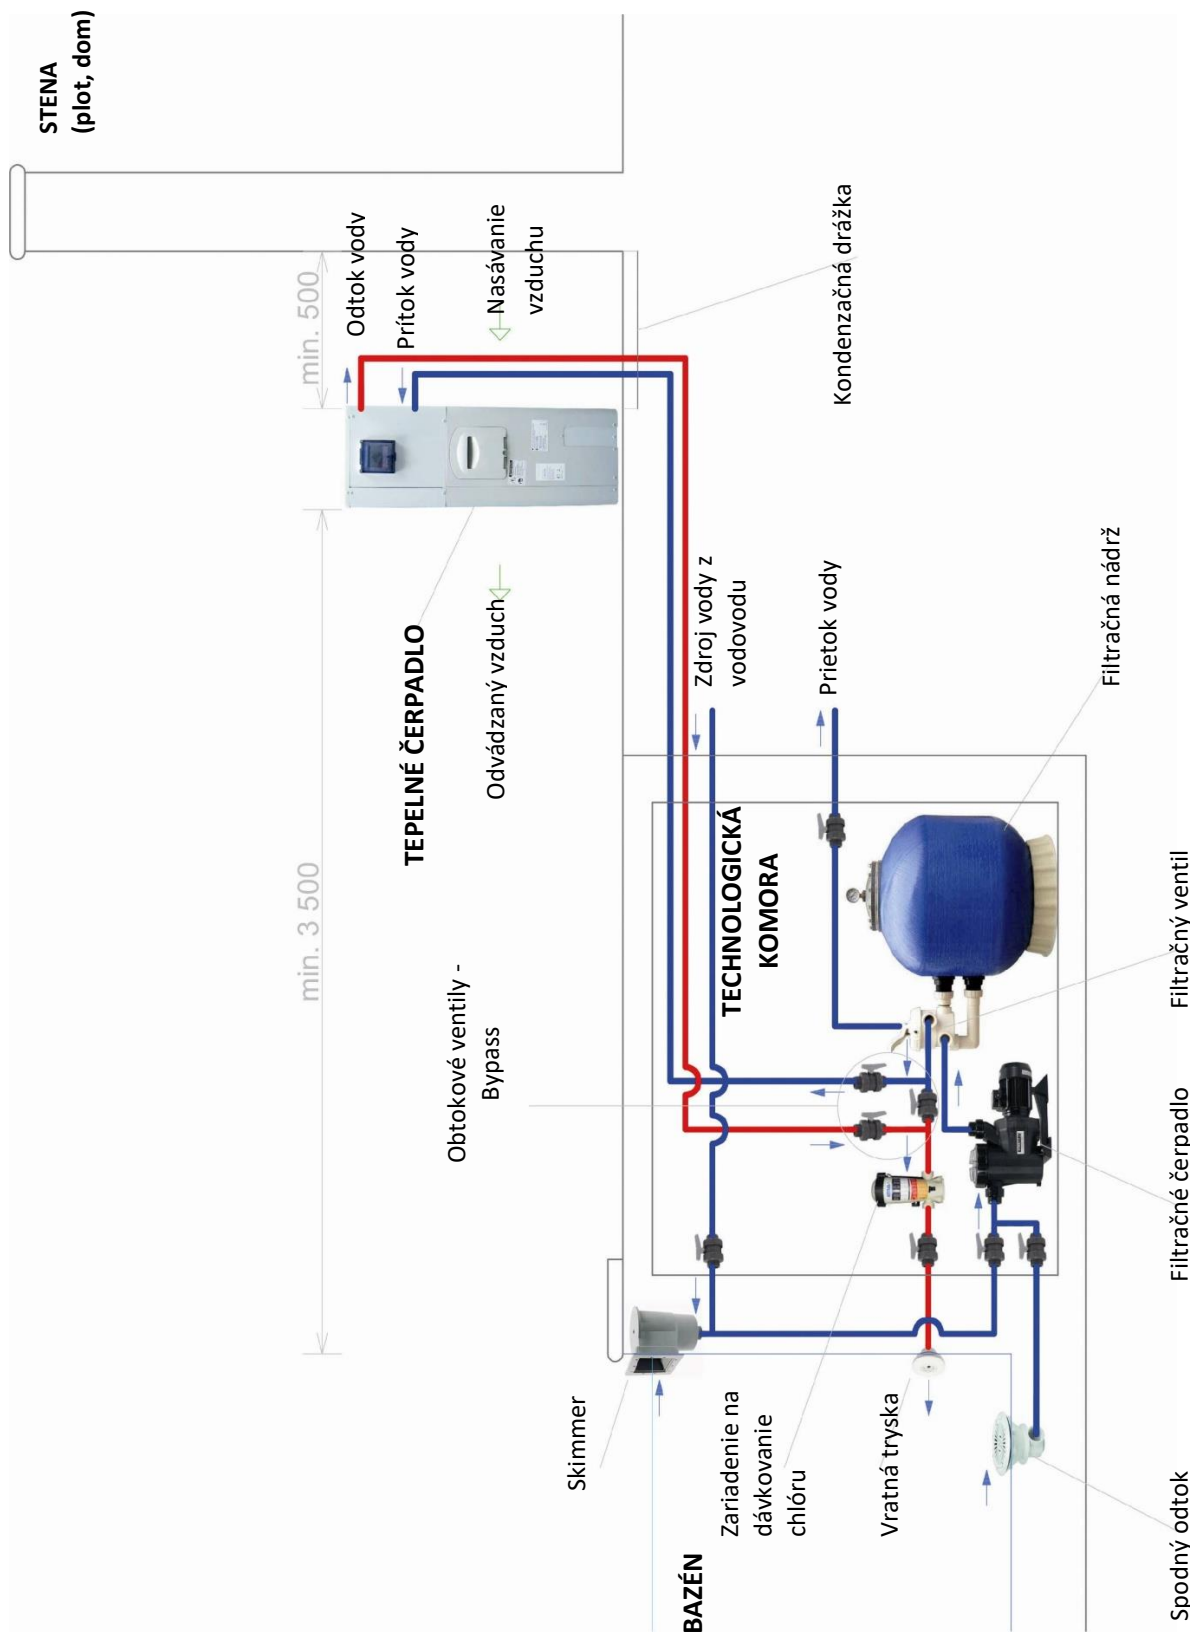 STENA
(plot, dom)
min. 500
Odtok vody
Prítok vody
Nasávanie
vzduchu
Kondenzačná drážka
min. 3 500
TEPELNÉ ČERPADLO
Odvádzaný vzduch
Zdroj vody z
vodovodu
Prietok vody
Filtračná nádrž
Obtokové ventily -
Bypass
TECHNOLOGICKÁ
KOMORA
Filtračný ventil
Filtračné čerpadlo
Skimmer
Zariadenie na
dávkovanie
chlóru
Vratná tryska
BAZÉN
Spodný odtok